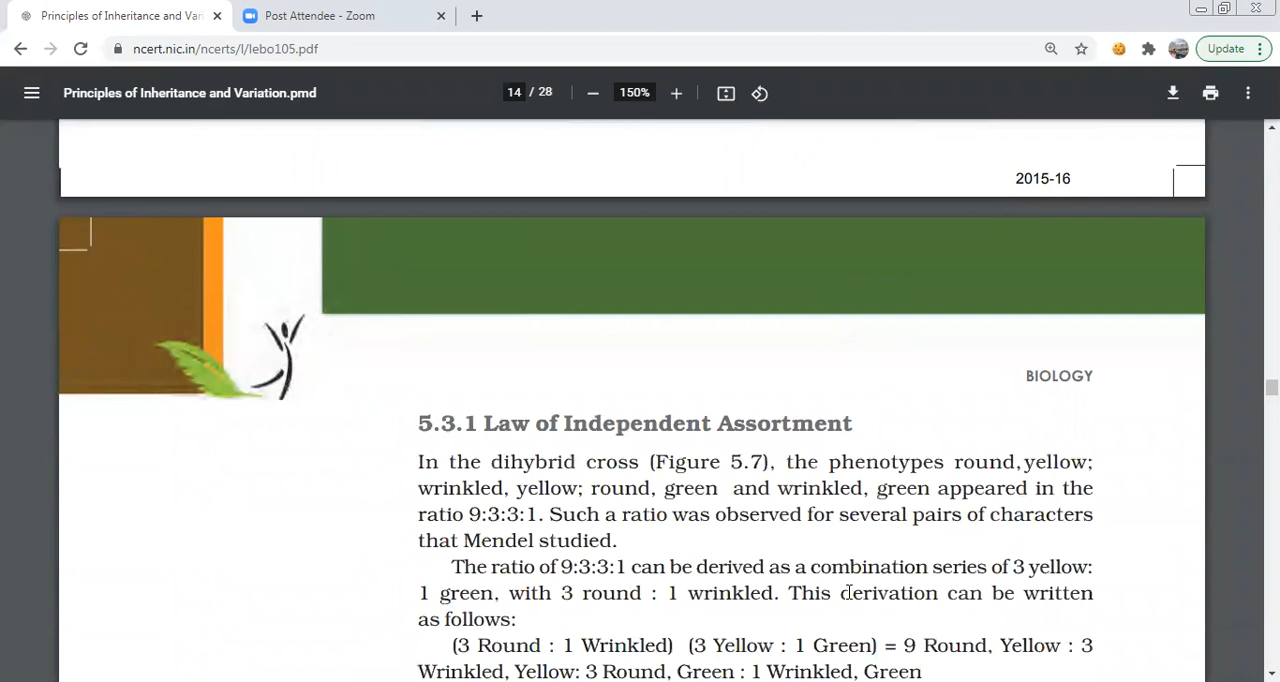 Principles of Inheritance and Vari
Post Attendee - Zoom
ncert.nic.in/ncerts/l/lebo105.pdf
Update
Principles of Inheritance and Variation.pmd
14 / 28
150%
2015-16
BIOLOGY
5.3.1 Law of Independent Assortment
In the dihybrid cross (Figure 5.7), the phenotypes round, yellow;
wrinkled, yellow; round, green and wrinkled, green appeared in the
ratio 9:3:3:1. Such a ratio was observed for several pairs of characters
that Mendel studied.
The ratio of 9:3:3:1 can be derived as a combination series of 3 yellow:
1 green, with 3 round : 1 wrinkled. This derivation can be written
as follows:
(3 Round : 1 Wrinkled) (3 Yellow : 1 Green) = 9 Round, Yellow : 3
Wrinkled, Yellow: 3 Round, Green : 1 Wrinkled, Green